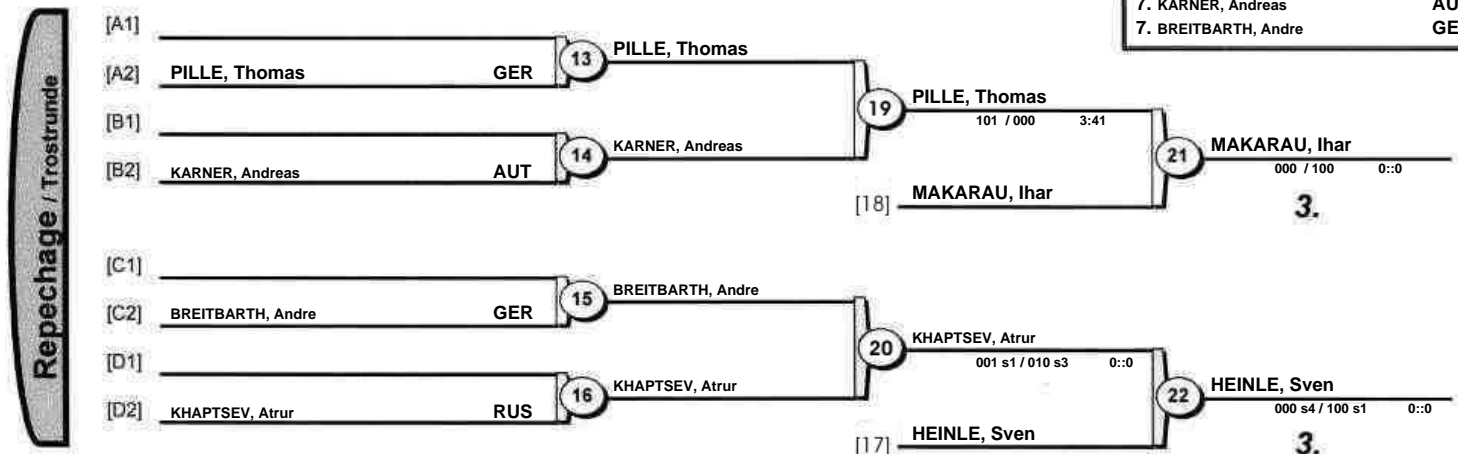 7. KARNER, Andreas AU
7. BREITBARTH, Andre GE
Repechage / Trostrunde
[A1]
[A2] PILLE, Thomas GER
13 PILLE, Thomas
[B1]
[B2] KARNER, Andreas AUT
14 KARNER, Andreas
19 PILLE, Thomas
101 / 000 3:41
[18] MAKARAU, Ihar
21 MAKARAU, Ihar
000 / 100 0::0
3.
[C1]
[C2] BREITBARTH, Andre GER
15 BREITBARTH, Andre
[D1]
[D2] KHAPTSEV, Atrur RUS
16 KHAPTSEV, Atrur
20 KHAPTSEV, Atrur
001 s1 / 010 s3 0::0
[17] HEINLE, Sven
22 HEINLE, Sven
000 s4 / 100 s1 0::0
3.